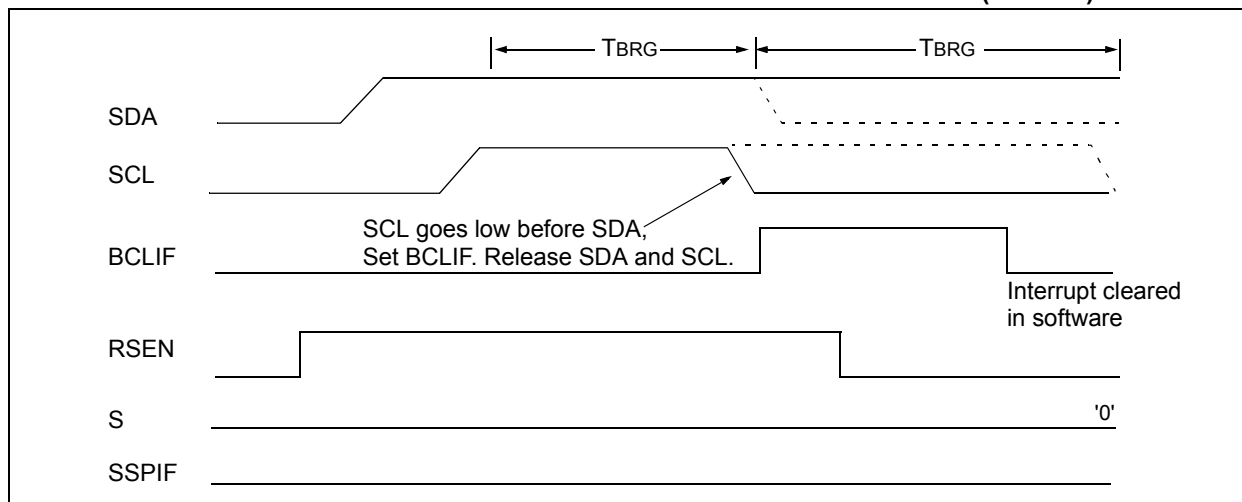 TBRG TBRG
SDA
SCL
SCL goes low before SDA,
Set BCLIF. Release SDA and SCL.
BCLIF
Interrupt cleared
in software
RSEN
S '0'
SSPIF